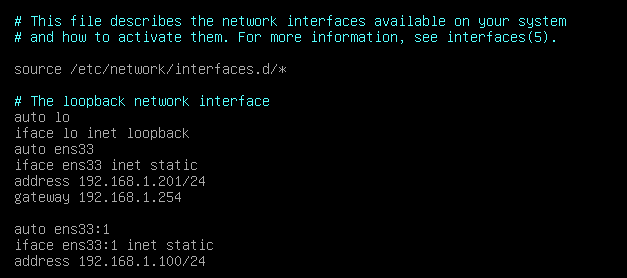 # This file describes the network interfaces available on your system
# and how to activate them. For more information, see interfaces(5).
source /etc/network/interfaces.d/*
# The loopback network interface
auto lo
iface lo inet loopback
auto ens33
iface ens33 inet static
address 192.168.1.201/24
gateway 192.168.1.254
auto ens33:1
iface ens33:1 inet static
address 192.168.1.100/24